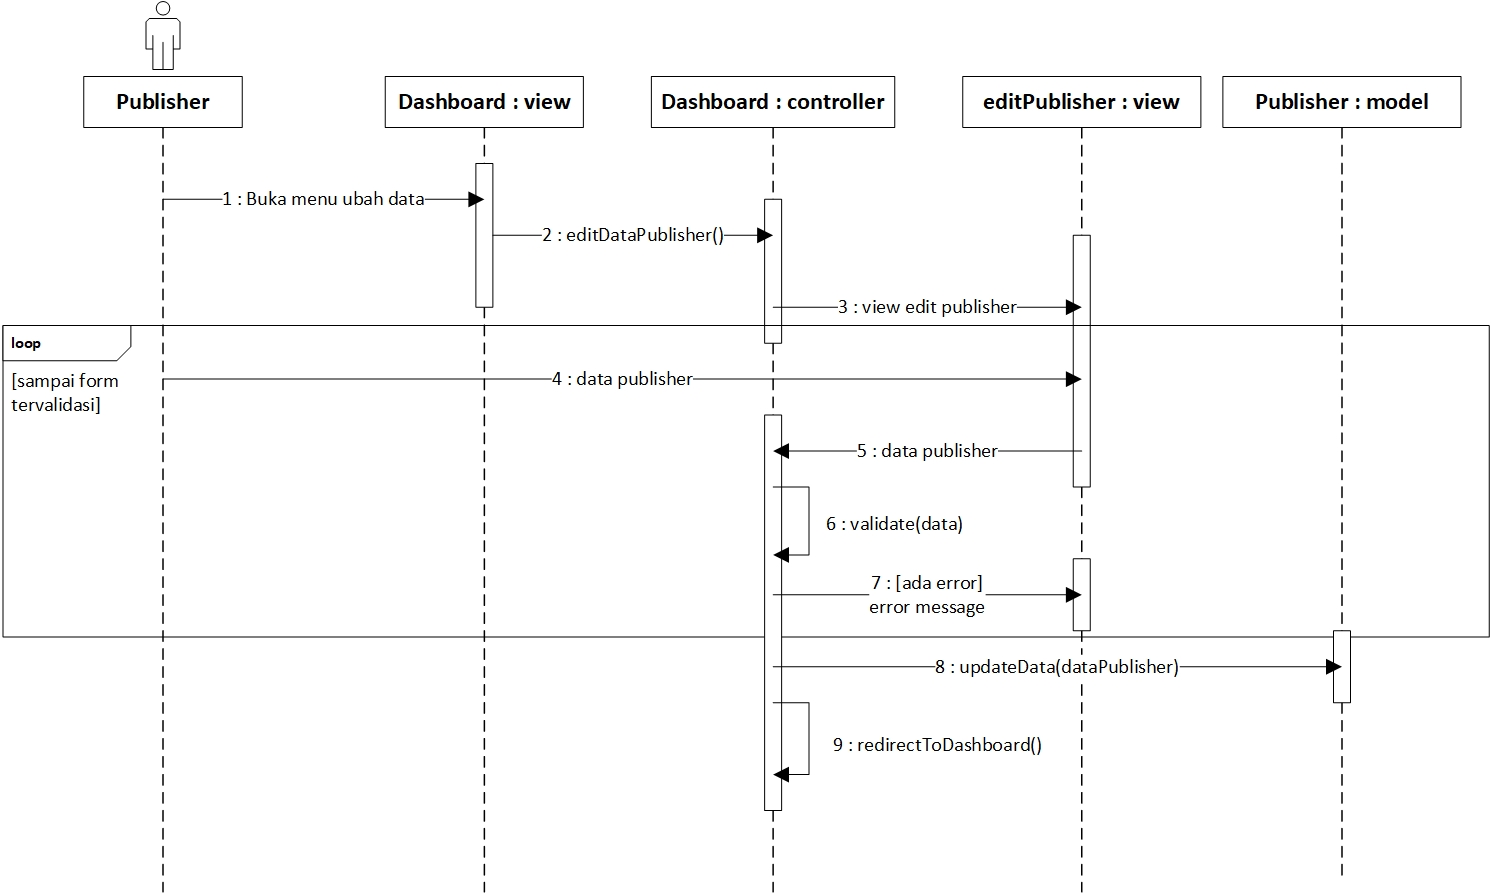 Publisher
Dashboard : view
Dashboard : controller
editPublisher : view
Publisher : model
1 : Buka menu ubah data
2 : editDataPublisher()
3 : view edit publisher
loop
[sampai form
tervalidasi]
4 : data publisher
5 : data publisher
6 : validate(data)
7 : [ada error]
error message
8 : updateData(dataPublisher)
9 : redirectToDashboard()